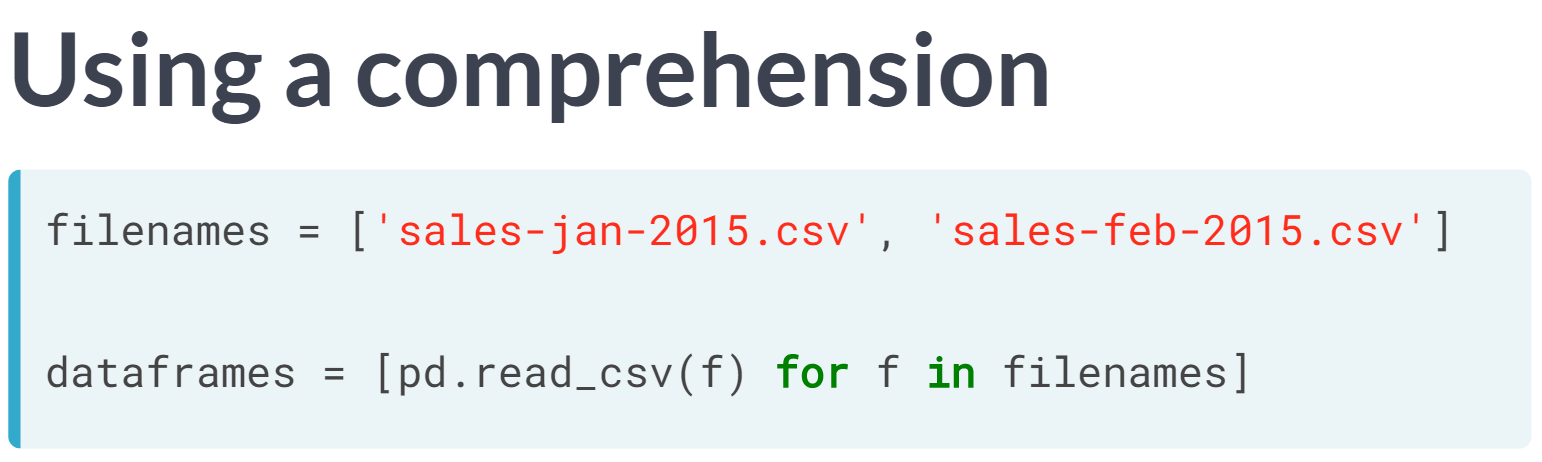 Using a comprehension
filenames = ['sales-jan-2015.csv', 'sales-feb-2015.csv']
dataframes = [pd.read_csv(f) for f in filenames]